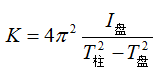 K = 4π² I盘 / (T柱² − T盘²)